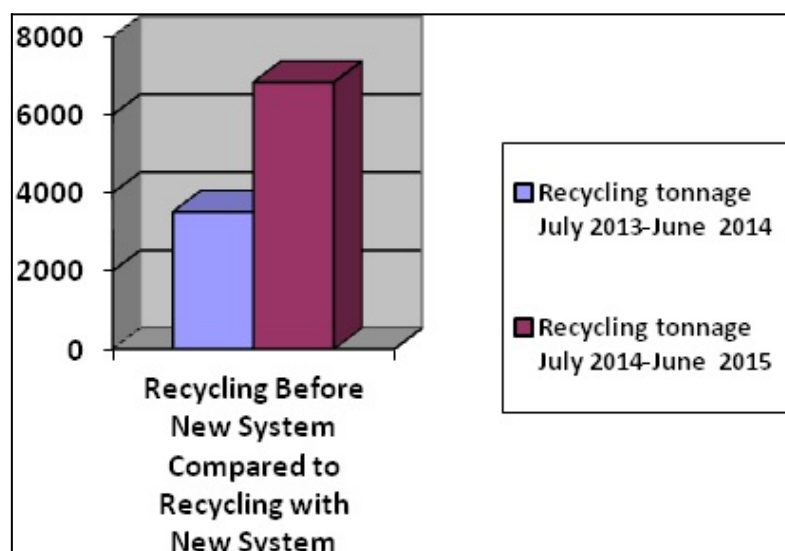 8000
6000
4000
2000
0
Recycling Before
New System
Compared to
Recycling with
New System
Recycling tonnage
July 2013-June 2014
Recycling tonnage
July 2014-June 2015